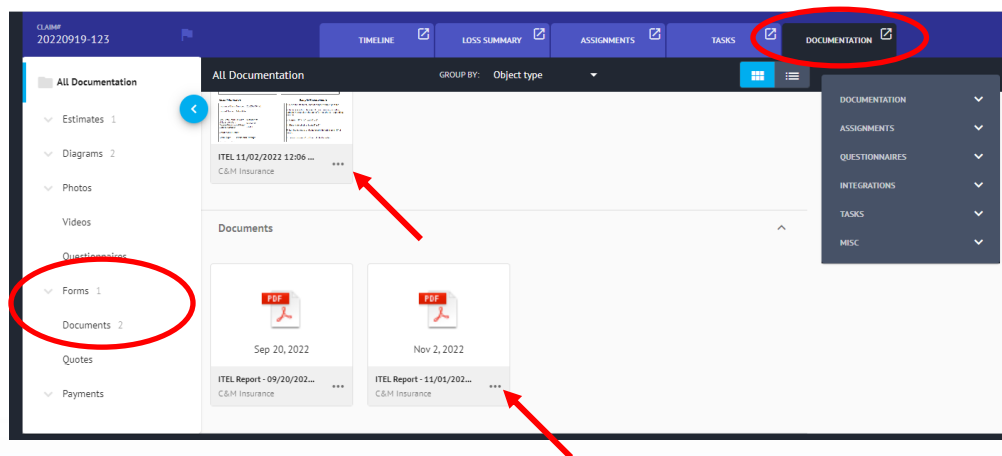 CLAIM#
20220919-123
TIMELINE
LOSS SUMMARY
ASSIGNMENTS
TASKS
DOCUMENTATION
All Documentation
Estimates 1
Diagrams 2
Photos
Videos
Questionnaires
Forms 1
Documents 2
Quotes
Payments
All Documentation
GROUP BY: Object type
ITEL 11/02/2022 12:06 ...
C&M Insurance
Documents
PDF
Sep 20, 2022
ITEL Report - 09/20/202...
C&M Insurance
PDF
Nov 2, 2022
ITEL Report - 11/01/202...
C&M Insurance
DOCUMENTATION
ASSIGNMENTS
QUESTIONNAIRES
INTEGRATIONS
TASKS
MISC